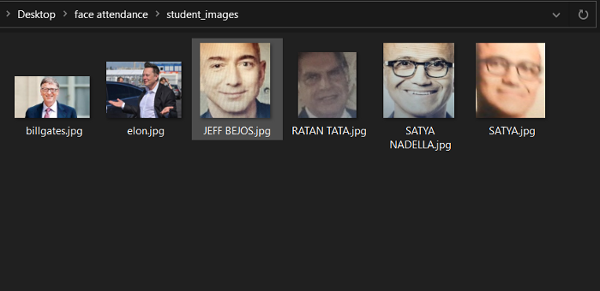 Desktop > face attendance > student_images
billgates.jpg
elon.jpg
JEFF BEJOS.jpg
RATAN TATA.jpg
SATYA
NADELLA.jpg
SATYA.jpg